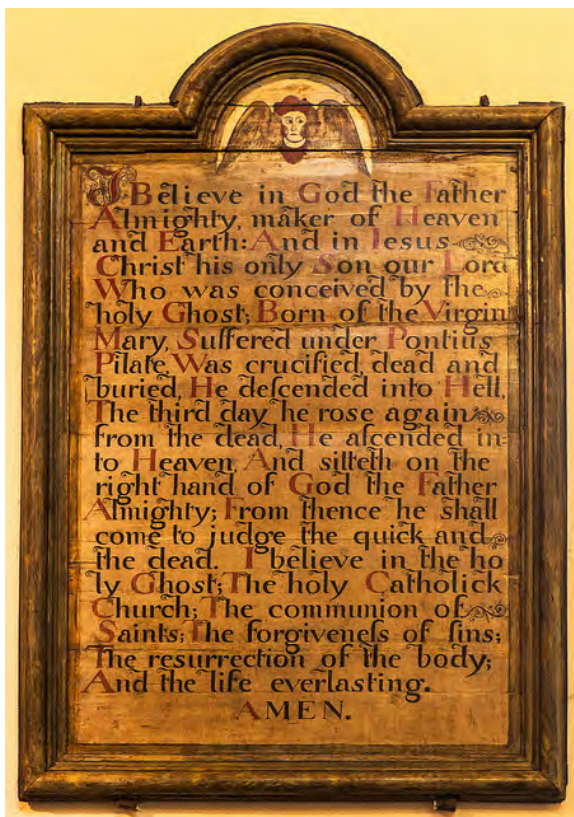 I Believe in God the Father
Almighty, maker of Heaven
and Earth: And in Iesus
Christ his only Son our Lord
Who was conceived by the
holy Ghost; Born of the Virgin
Mary, Suffered under Pontius
Pilate, Was crucified, dead and
buried, He deſcended into Hell,
The third day he rose again
from the dead, He aſcended in=
to Heaven, And sitteth on the
right hand of God the Father
Almighty; From thence he shall
come to judge the quick and
the dead. I believe in the ho
ly Ghost; The holy Catholick
Church; The communion of
Saints; The forgiveneſs of ſins;
The resurrection of the body;
And the life everlasting.
AMEN.